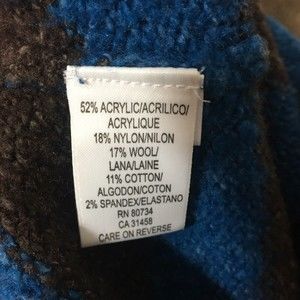 52% ACRYLIC/ACRILICO/
ACRYLIQUE
18% NYLON/NILON
17% WOOL/
LANA/LAINE
11% COTTON/
ALGODON/COTON
2% SPANDEX/ELASTANO
RN 80734
CA 31458
CARE ON REVERSE